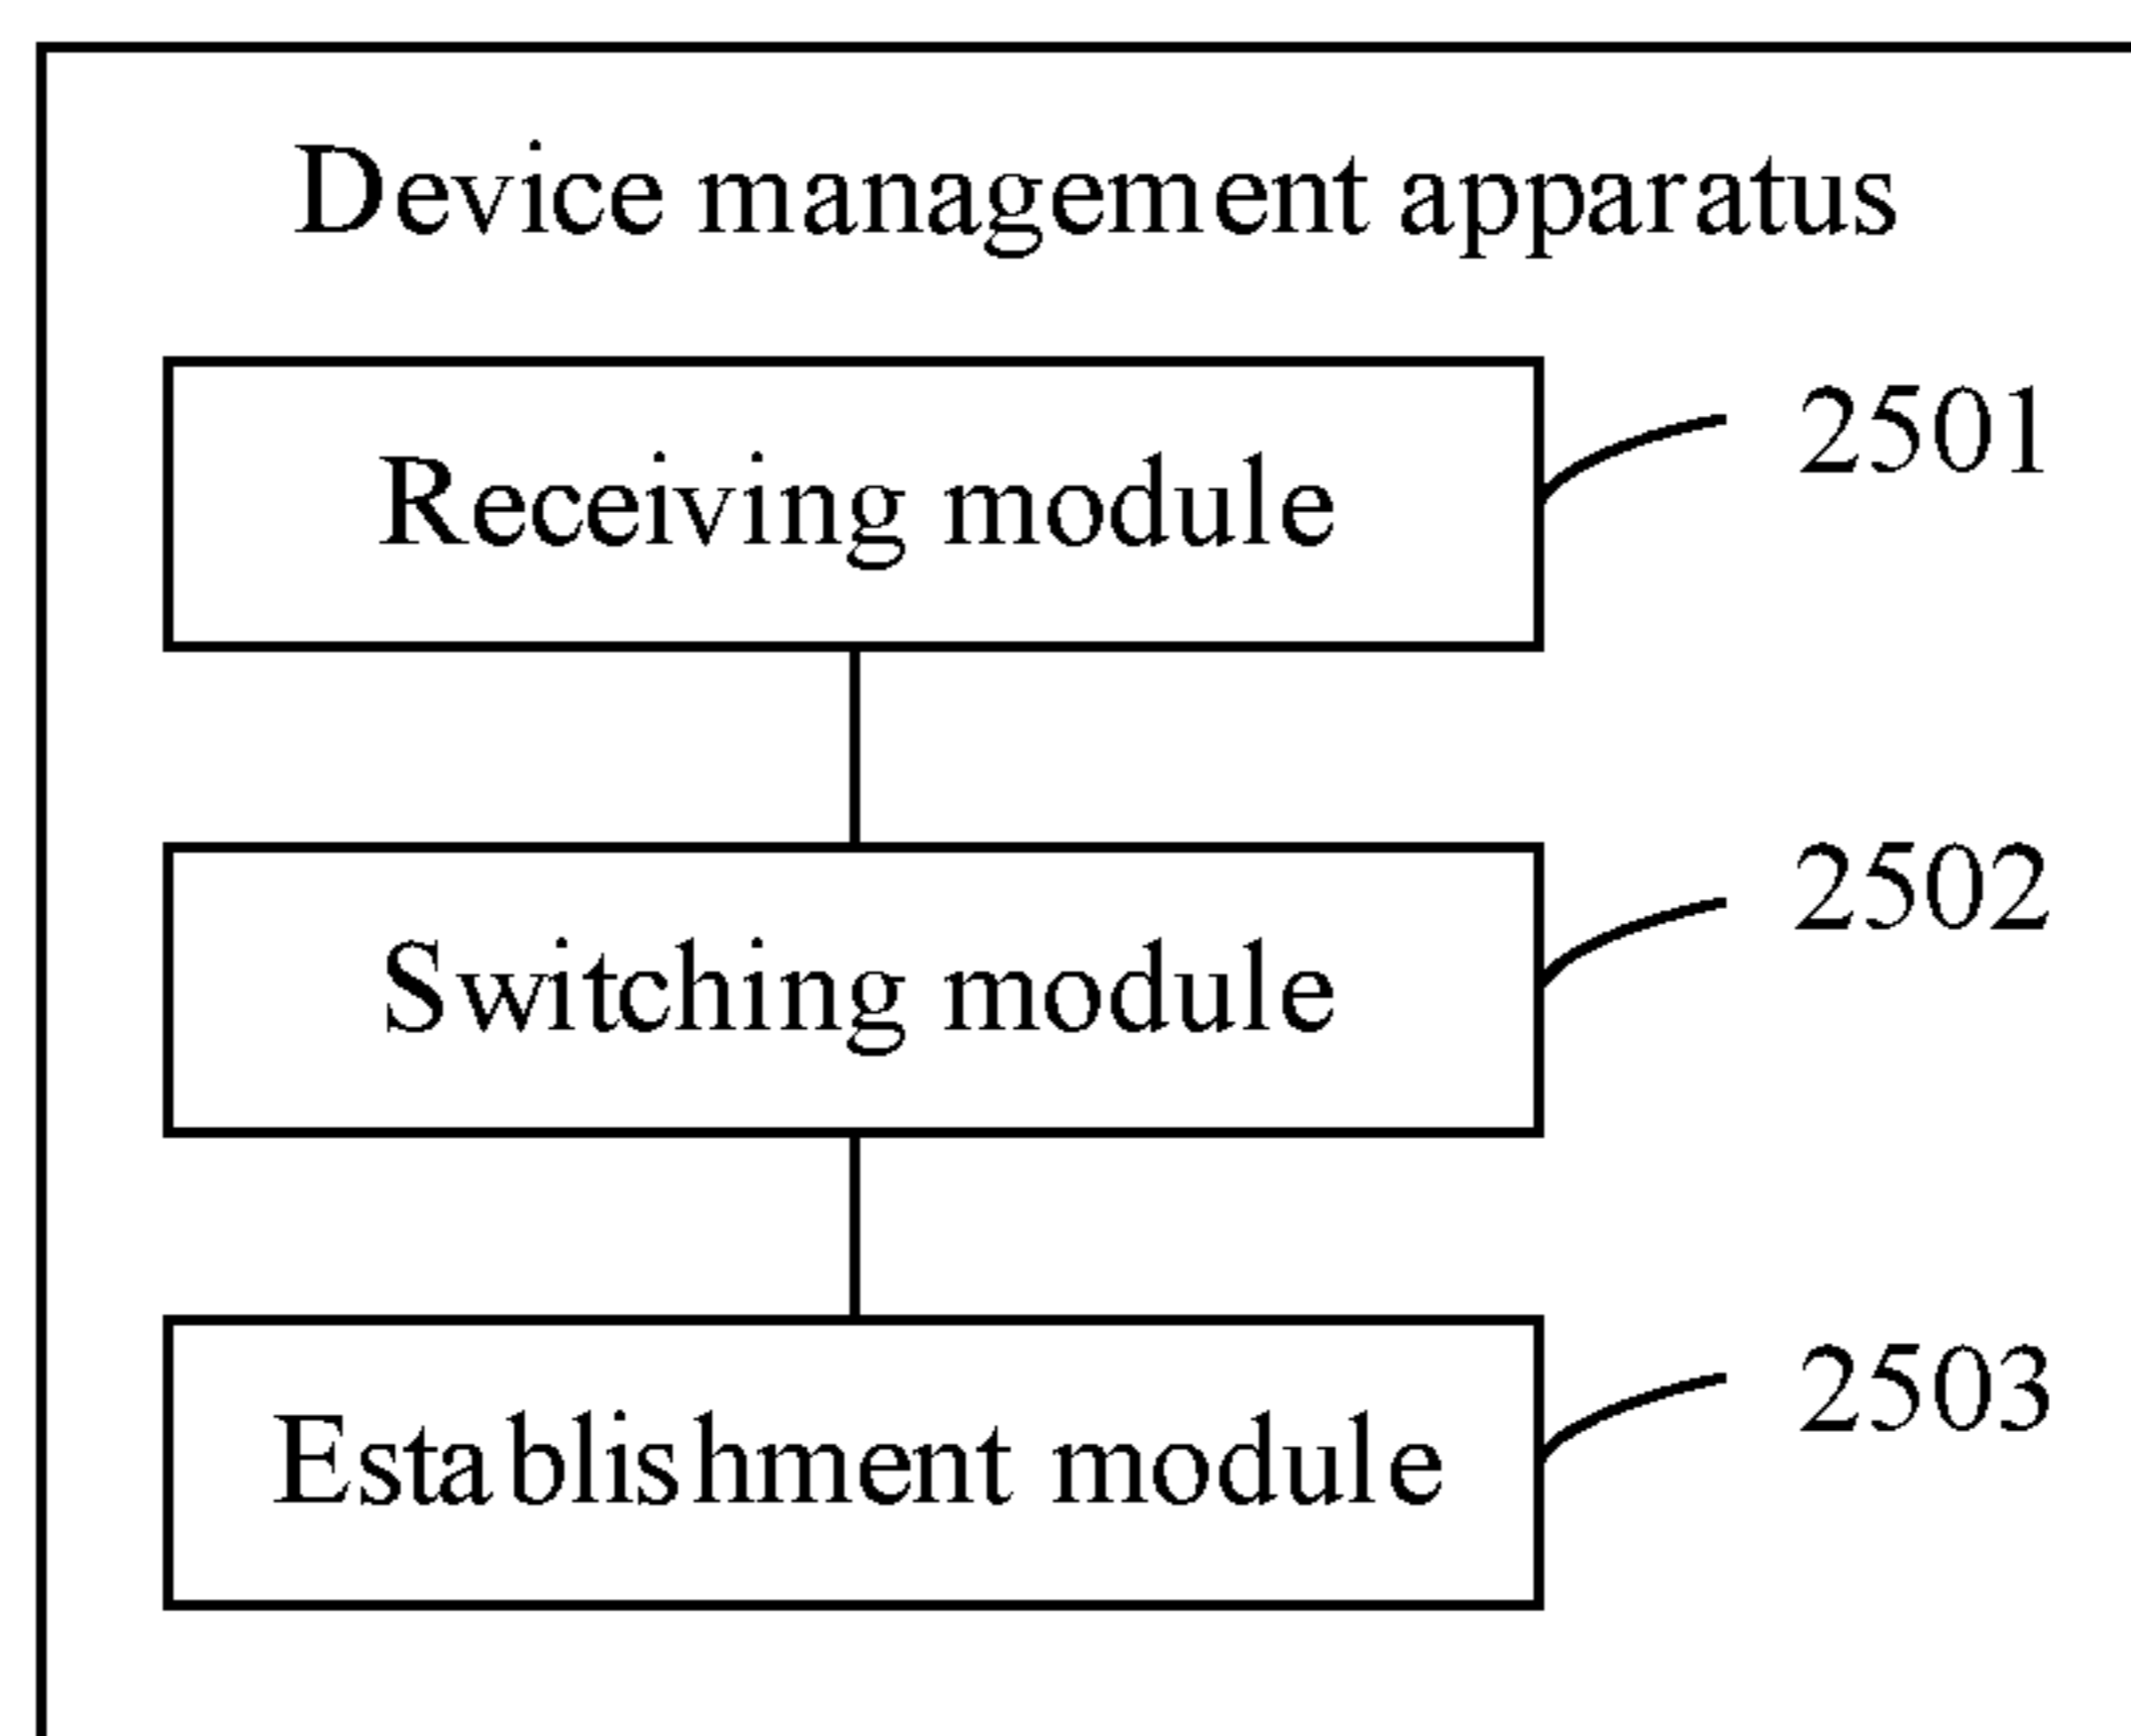 Device management apparatus
Receiving module
2501
Switching module
2502
Establishment module
2503